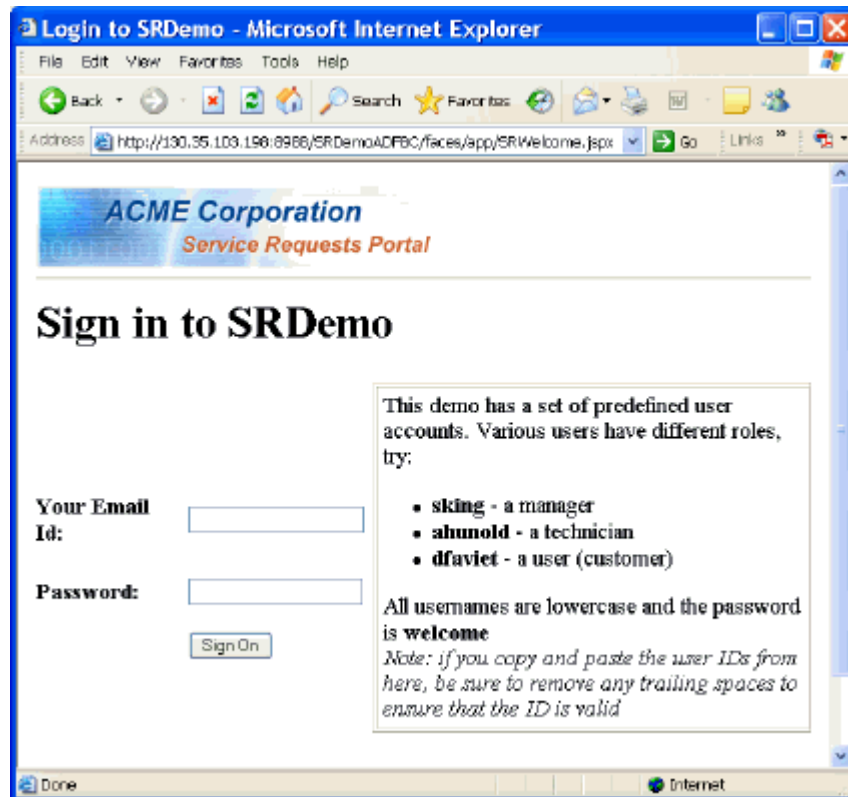 Login to SRDemo - Microsoft Internet Explorer
File Edit View Favorites Tools Help
Back Search Favorites
Address http://130.35.103.198:8988/SRDemoADFBC/faces/app/SRWelcome.jspx Go Links »
ACME Corporation
Service Requests Portal
Sign in to SRDemo
This demo has a set of predefined user
accounts. Various users have different roles,
try:
• sking - a manager
• ahunold - a technician
• dfaviet - a user (customer)
Your Email
Id:
Password:
Sign On
All usernames are lowercase and the password
is welcome
Note: if you copy and paste the user IDs from
here, be sure to remove any trailing spaces to
ensure that the ID is valid
Done Internet